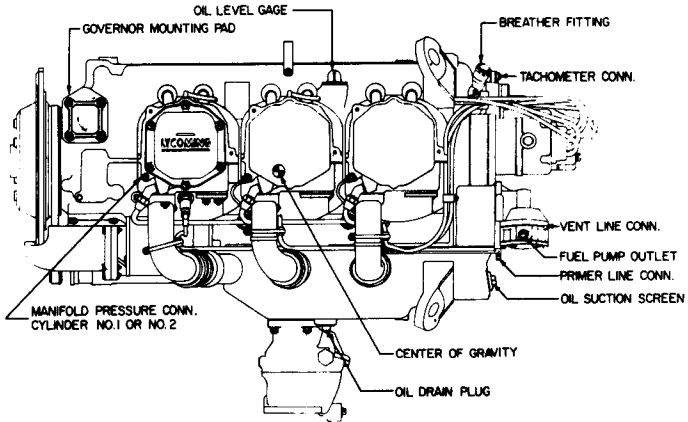 OIL LEVEL GAGE
BREATHER FITTING
GOVERNOR MOUNTING PAD
TACHOMETER CONN.
LYCOMING
VENT LINE CONN.
FUEL PUMP OUTLET
PRIMER LINE CONN.
OIL SUCTION SCREEN
MANIFOLD PRESSURE CONN.
CYLINDER NO.1 OR NO.2
CENTER OF GRAVITY
OIL DRAIN PLUG